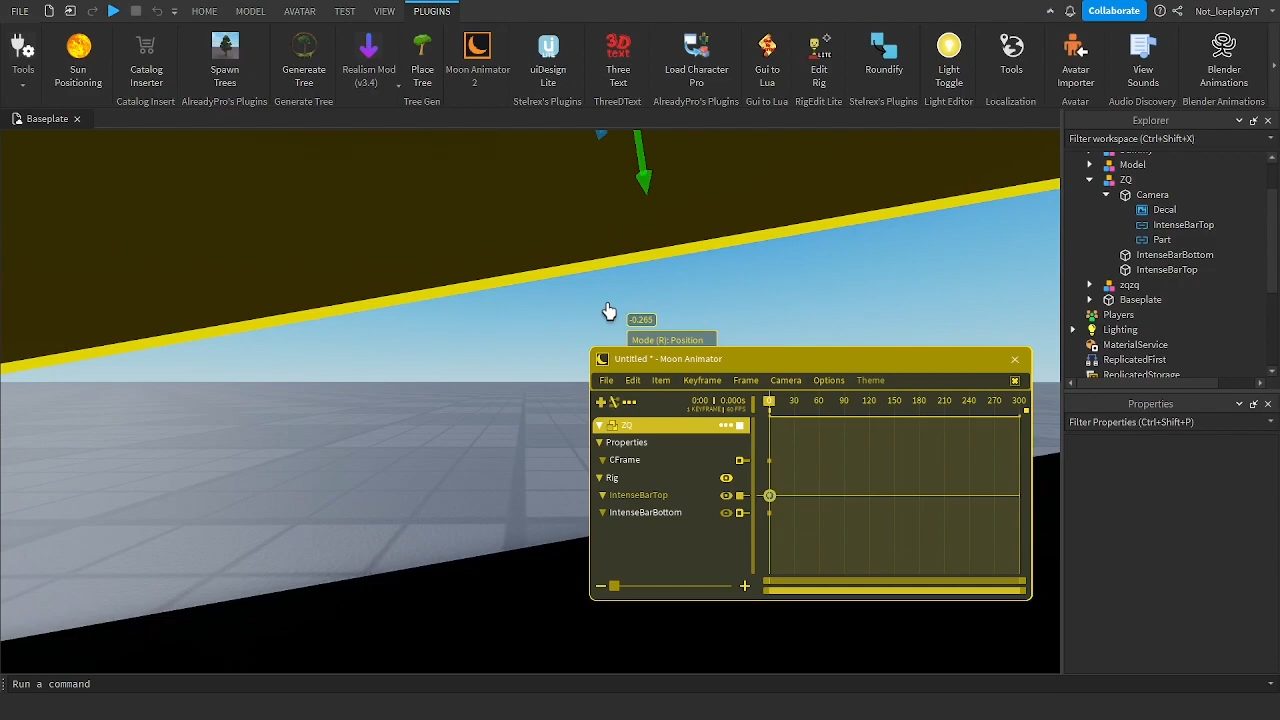 FILE HOME MODEL AVATAR TEST VIEW PLUGINS Collaborate Not_IceplayzYT
Tools
Sun Positioning
Catalog Inserter
Spawn Trees
Generate Tree
Realism Mod (v3.4)
Place Tree
Moon Animator 2
uiDesign Lite
Three Text
Load Character Pro
Gui to Lua
Edit Rig
Roundify
Light Toggle
Tools
Avatar Importer
View Sounds
Blender Animations
Catalog Insert AlreadyPro's Plugins Generate Tree Tree Gen Stelrex's Plugins ThreeDText AlreadyPro's Plugins Gui to Lua RigEdit Lite Stelrex's Plugins Light Editor Localization Avatar Audio Discovery Blender Animations
Baseplate
Explorer
Filter workspace (Ctrl+Shift+X)
Model
ZQ
Camera
Decal
IntenseBarTop
Part
IntenseBarBottom
IntenseBarTop
zqzq
Baseplate
Players
Lighting
MaterialService
ReplicatedFirst
ReplicatedStorage
Properties
Filter Properties (Ctrl+Shift+P)
-0.265
Mode (R): Position
Untitled * - Moon Animator
File Edit Item Keyframe Frame Camera Options Theme
0:00 | 0.000s
1 KEYFRAME | 60 FPS
0 30 60 90 120 150 180 210 240 270 300
ZQ
Properties
CFrame
Rig
IntenseBarTop
IntenseBarBottom
Run a command